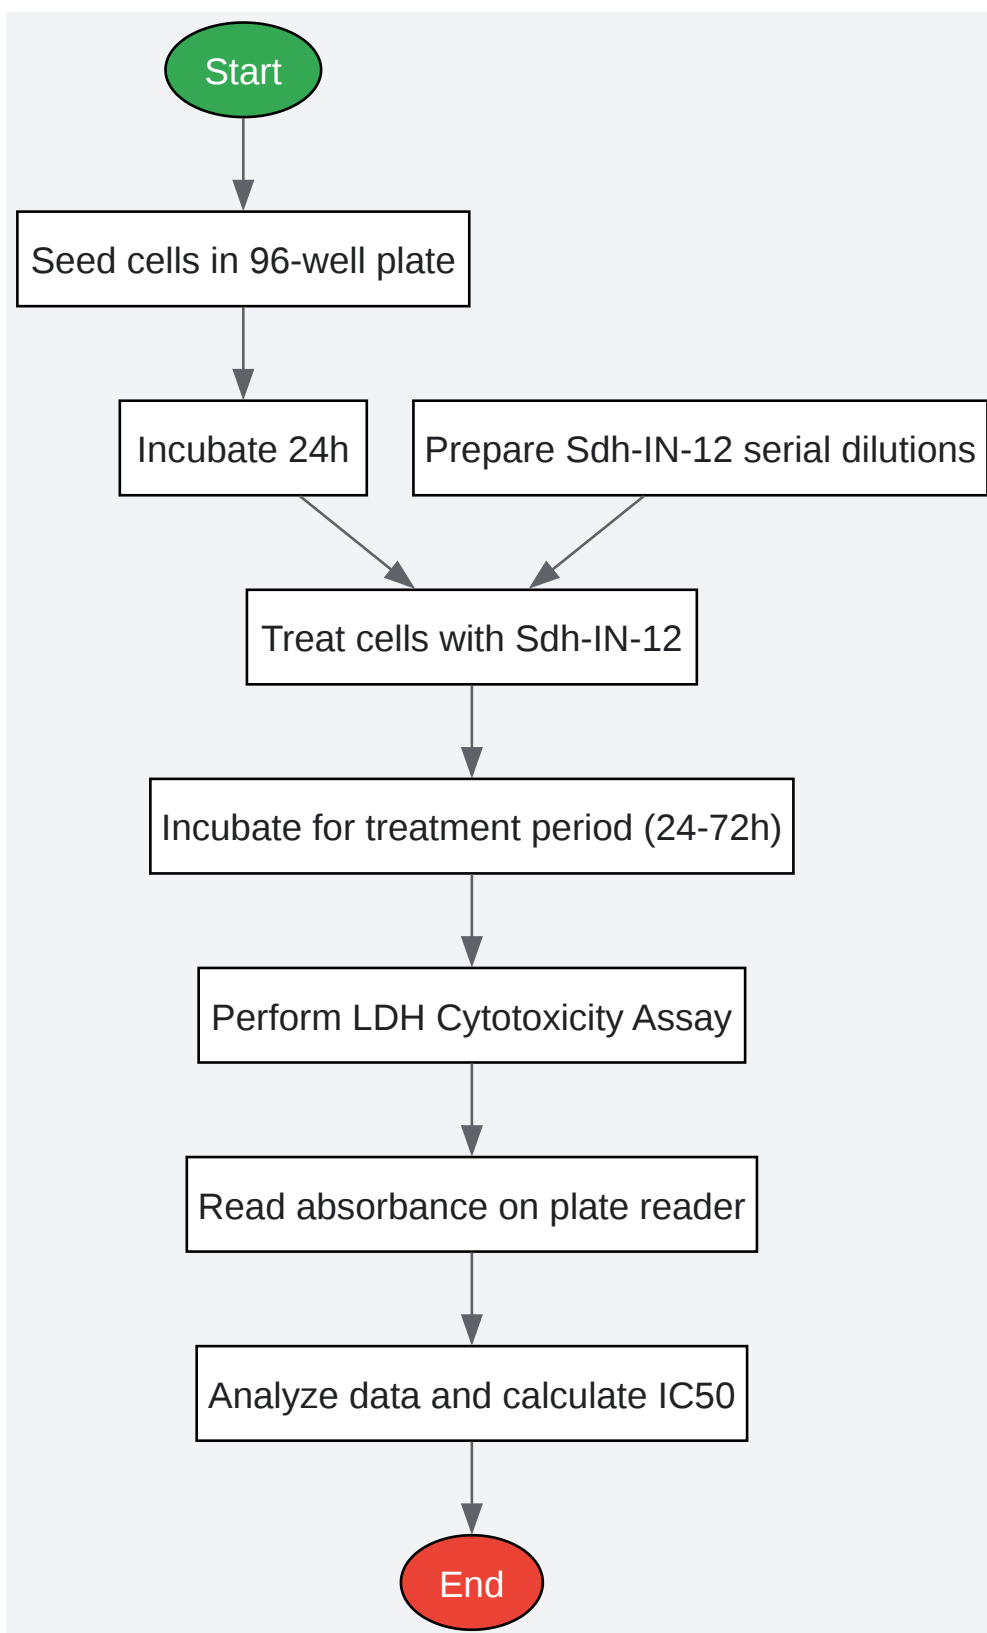 Start
Seed cells in 96-well plate
Incubate 24h
Prepare Sdh-IN-12 serial dilutions
Treat cells with Sdh-IN-12
Incubate for treatment period (24-72h)
Perform LDH Cytotoxicity Assay
Read absorbance on plate reader
Analyze data and calculate IC50
End